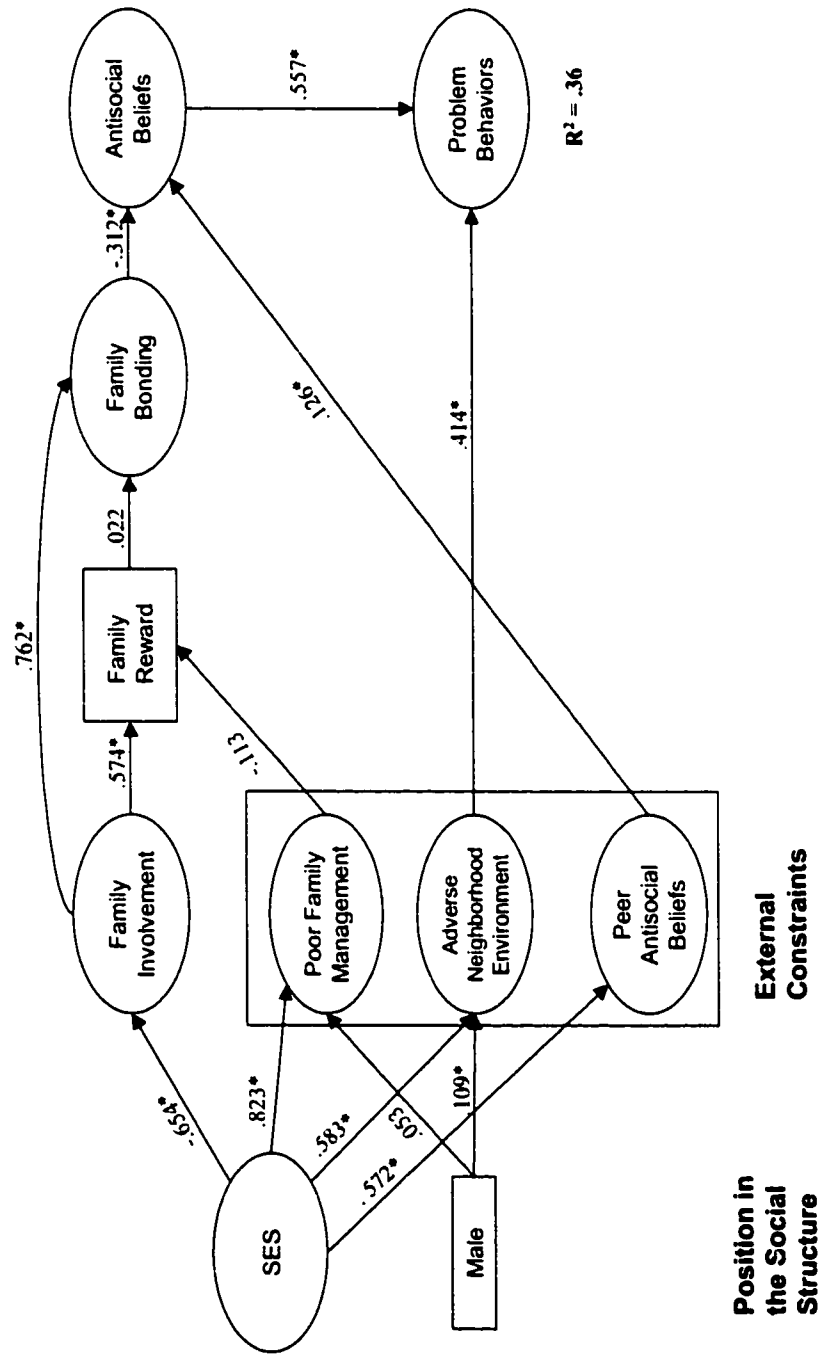 .762*
Family
Involvement
.574*
Family
Reward
.022
Family
Bonding
-.312*
Antisocial
Beliefs
-.654*
SES
.823*
.583*
.572*
Poor Family
Management
-.113
.126*
.557*
Male
.053
.109*
Adverse
Neighborhood
Environment
.414*
Problem
Behaviors
R² = .36
Peer
Antisocial
Beliefs
Position in
the Social
Structure
External
Constraints